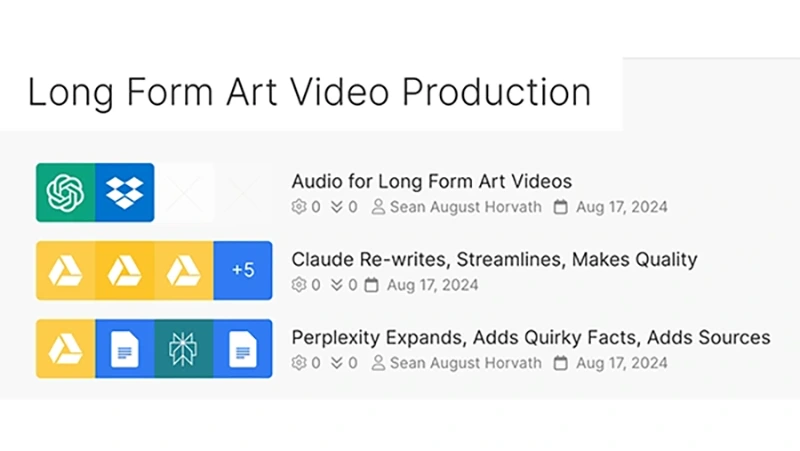 Long Form Art Video Production
Audio for Long Form Art Videos
0 0 Sean August Horvath Aug 17, 2024
+5
Claude Re-writes, Streamlines, Makes Quality
0 0 Aug 17, 2024
Perplexity Expands, Adds Quirky Facts, Adds Sources
0 0 Sean August Horvath Aug 17, 2024